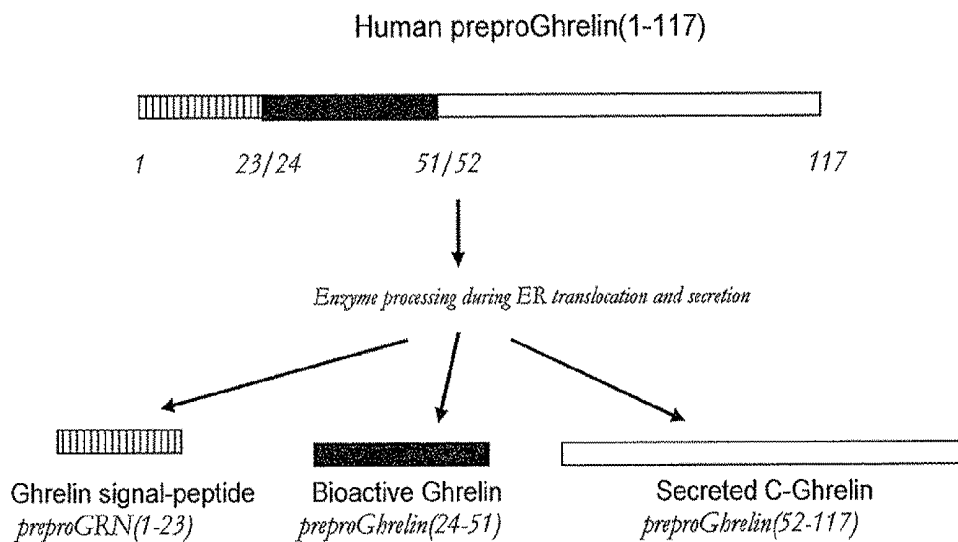 Human preproGhrelin(1-117)
1 23/24 51/52 117
Enzyme processing during ER translocation and secretion
Ghrelin signal-peptide Bioactive Ghrelin Secreted C-Ghrelin
preproGRN(1-23) preproGhrelin(24-51) preproGhrelin(52-117)